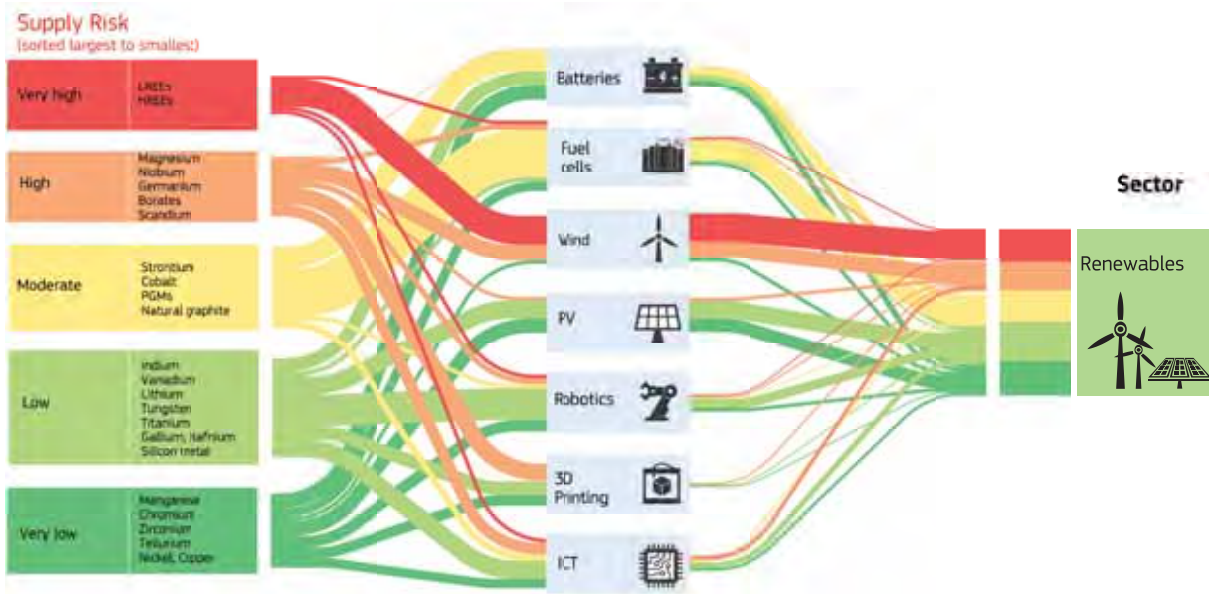 Supply Risk
(sorted largest to smallest)
Very high
LREEs
HREEs
High
Magnesium
Niobium
Germanium
Borates
Scandium
Moderate
Strontium
Cobalt
PGMs
Natural graphite
Low
Indium
Vanadium
Lithium
Tungsten
Titanium
Gallium, Hafnium
Silicon metal
Very low
Manganese
Chromium
Zirconium
Tellurium
Nickel, Copper
Batteries
Fuel
cells
Wind
PV
Robotics
3D
Printing
ICT
Sector
Renewables